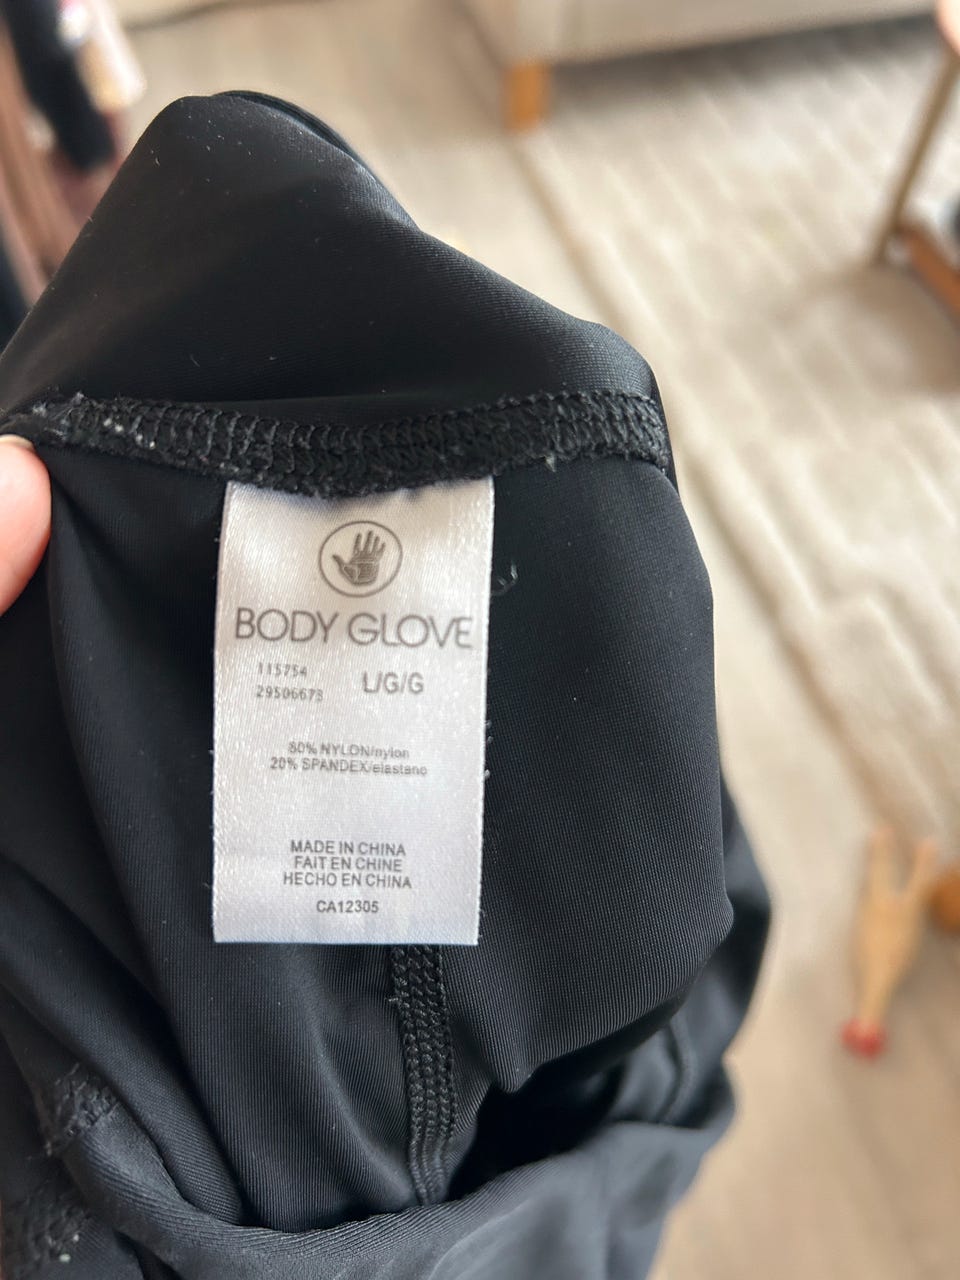 BODY GLOVE
115754
29506678 L/G/G
80% NYLON/nylon
20% SPANDEX/elastano
MADE IN CHINA
FAIT EN CHINE
HECHO EN CHINA
CA12305